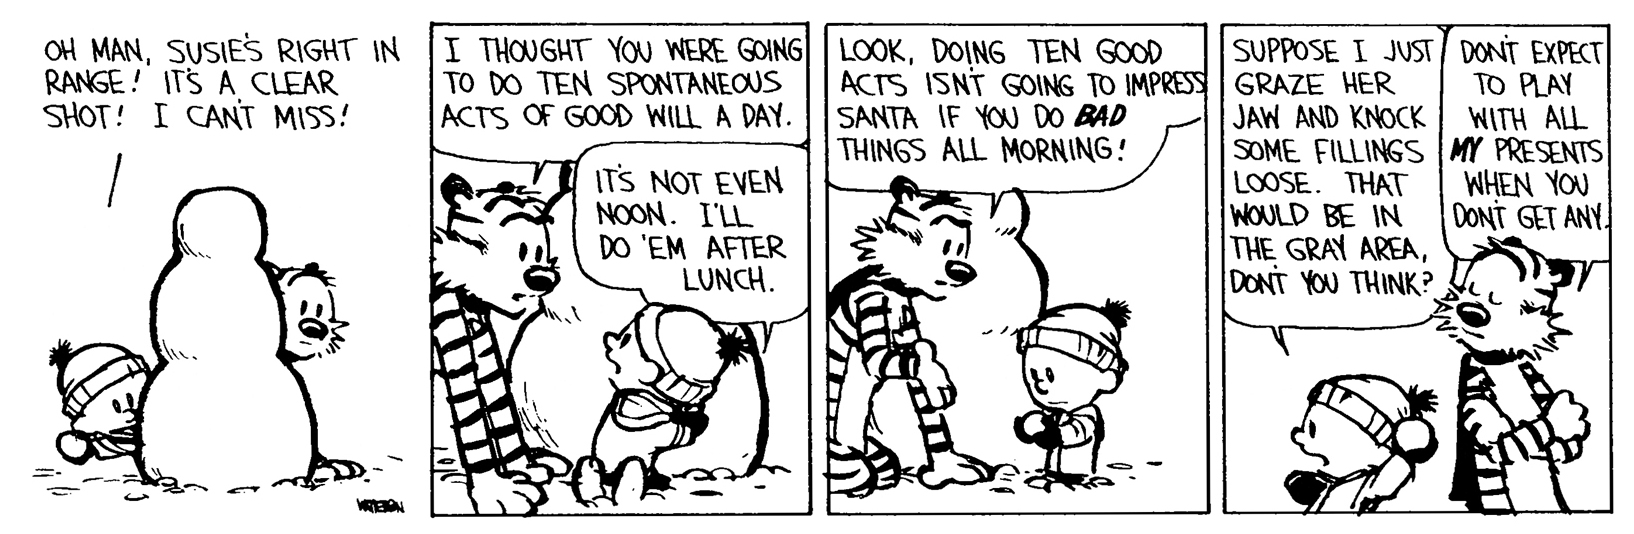 OH MAN, SUSIE'S RIGHT IN
RANGE! IT'S A CLEAR
SHOT! I CAN'T MISS!
WATTERSON
I THOUGHT YOU WERE GOING
TO DO TEN SPONTANEOUS
ACTS OF GOOD WILL A DAY.
IT'S NOT EVEN
NOON. I'LL
DO 'EM AFTER
LUNCH.
LOOK, DOING TEN GOOD
ACTS ISN'T GOING TO IMPRESS
SANTA IF YOU DO BAD
THINGS ALL MORNING!
SUPPOSE I JUST
GRAZE HER
JAW AND KNOCK
SOME FILLINGS
LOOSE. THAT
WOULD BE IN
THE GRAY AREA,
DON'T YOU THINK?
DON'T EXPECT
TO PLAY
WITH ALL
MY PRESENTS
WHEN YOU
DON'T GET ANY.